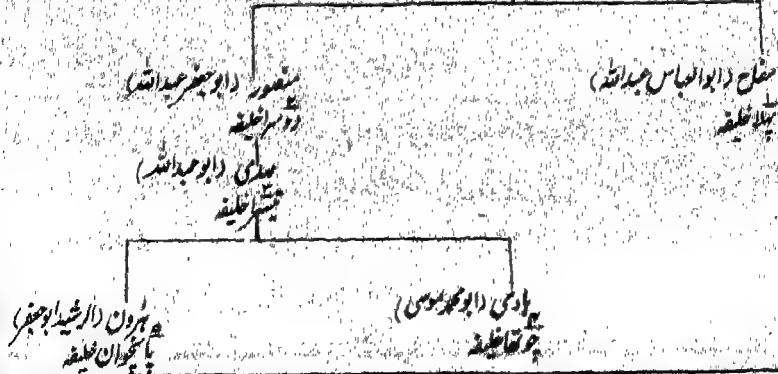 سفاح (ابوالعباس عبداللہ)
پہلا خلیفہ
منصور (ابوجعفر عبداللہ)
دوسرا خلیفہ
مہدی (ابوعبداللہ)
تیسرا خلیفہ
ہادی (ابومحمد موسی)
چوتھا خلیفہ
ہٰرون (الرشید ابوجعفر)
پانچواں خلیفہ